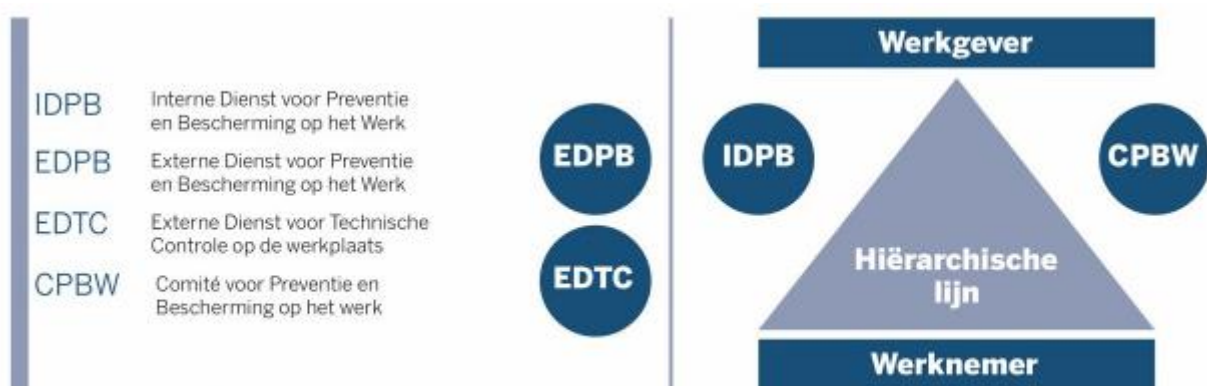 IDPB
Interne Dienst voor Preventie
en Bescherming op het Werk
EDPB
Externe Dienst voor Preventie
en Bescherming op het Werk
EDTC
Externe Dienst voor Technische
Controle op de werkplaats
CPBW
Comité voor Preventie en
Bescherming op het werk
EDPB
EDTC
Werkgever
IDPB
CPBW
Hiërarchische
lijn
Werknemer